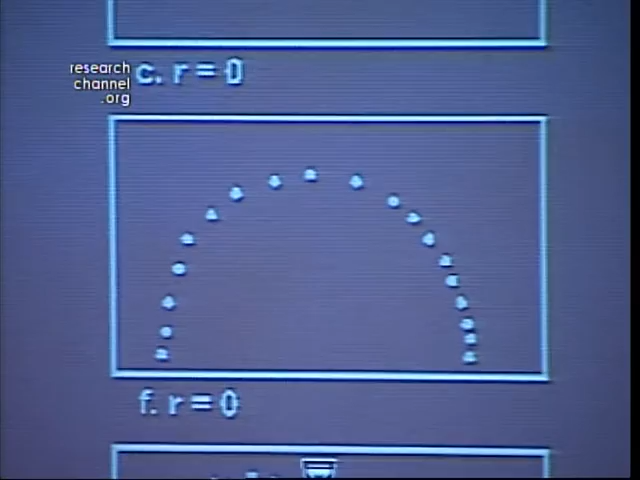 research
channel
.org
c. r = 0
f. r = 0